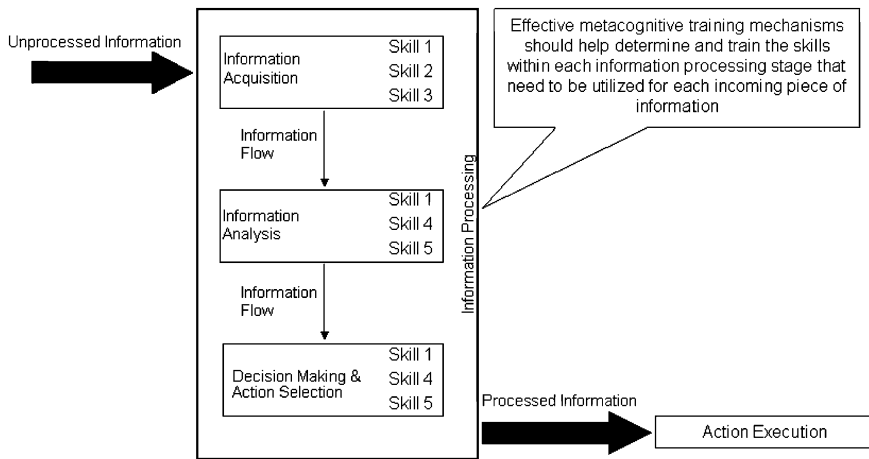 Unprocessed Information
Information
Acquisition
Skill 1
Skill 2
Skill 3
Information
Flow
Information
Analysis
Skill 1
Skill 4
Skill 5
Information
Flow
Decision Making &
Action Selection
Skill 1
Skill 4
Skill 5
Information Processing
Effective metacognitive training mechanisms
should help determine and train the skills
within each information processing stage that
need to be utilized for each incoming piece of
information
Processed Information
Action Execution